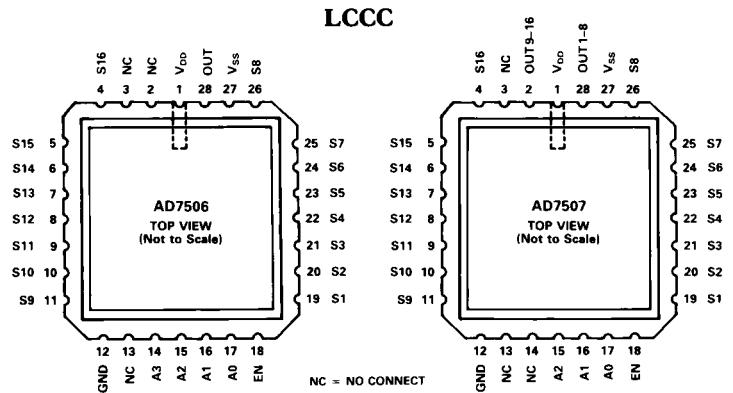 LCCC
S16 NC NC VDD OUT VSS S8
4 3 2 1 28 27 26
S15 5
S14 6
S13 7
S12 8
S11 9
S10 10
S9 11
25 S7
24 S6
23 S5
22 S4
21 S3
20 S2
19 S1
AD7506
TOP VIEW
(Not to Scale)
12 13 14 15 16 17 18
GND NC A3 A2 A1 A0 EN
S16 NC OUT 9–16 VDD OUT 1–8 VSS S8
4 3 2 1 28 27 26
S15 5
S14 6
S13 7
S12 8
S11 9
S10 10
S9 11
25 S7
24 S6
23 S5
22 S4
21 S3
20 S2
19 S1
AD7507
TOP VIEW
(Not to Scale)
12 13 14 15 16 17 18
GND NC NC A2 A1 A0 EN
NC = NO CONNECT